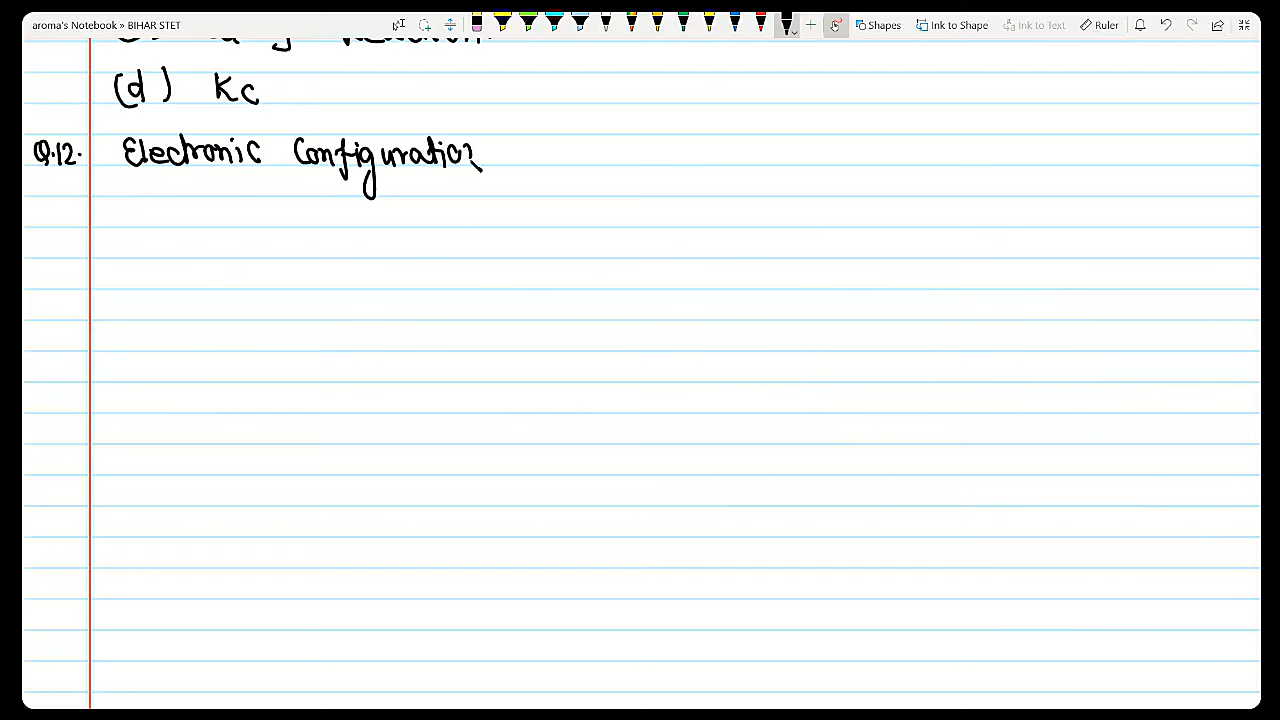 aroma's Notebook » BIHAR STET
Shapes Ink to Shape Ink to Text Ruler
(d) Kc
Q.12. Electronic Configuration